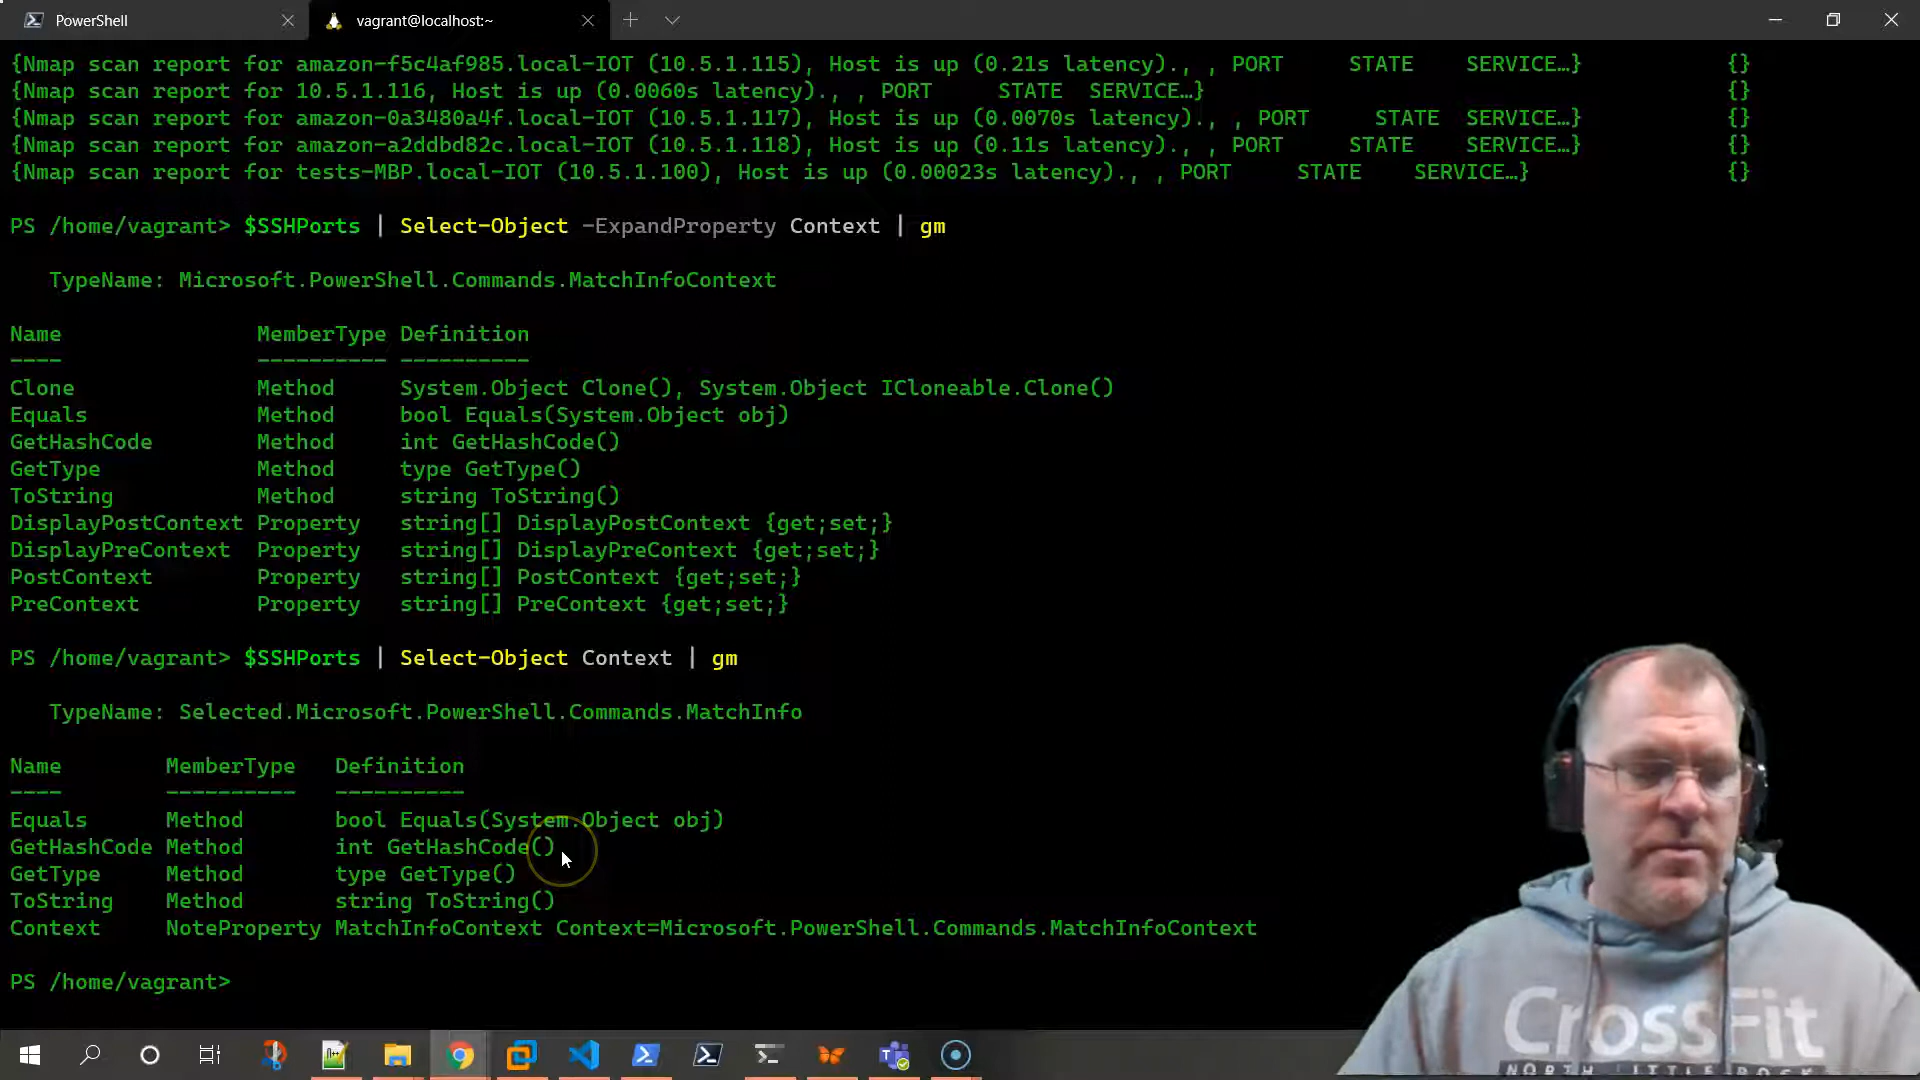 PowerShell
vagrant@localhost:~
{Nmap scan report for amazon-f5c4af985.local-IOT (10.5.1.115), Host is up (0.21s latency)., , PORT     STATE    SERVICE…}            {}
{Nmap scan report for 10.5.1.116, Host is up (0.0060s latency)., , PORT     STATE  SERVICE…}                                         {}
{Nmap scan report for amazon-0a3480a4f.local-IOT (10.5.1.117), Host is up (0.0070s latency)., , PORT     STATE  SERVICE…}            {}
{Nmap scan report for amazon-a2ddbd82c.local-IOT (10.5.1.118), Host is up (0.11s latency)., , PORT     STATE    SERVICE…}            {}
{Nmap scan report for tests-MBP.local-IOT (10.5.1.100), Host is up (0.00023s latency)., , PORT     STATE    SERVICE…}                {}
PS /home/vagrant> $SSHPorts | Select-Object -ExpandProperty Context | gm
TypeName: Microsoft.PowerShell.Commands.MatchInfoContext
Name               MemberType Definition
----               ---------- ----------
Clone              Method     System.Object Clone(), System.Object ICloneable.Clone()
Equals             Method     bool Equals(System.Object obj)
GetHashCode        Method     int GetHashCode()
GetType            Method     type GetType()
ToString           Method     string ToString()
DisplayPostContext Property   string[] DisplayPostContext {get;set;}
DisplayPreContext  Property   string[] DisplayPreContext {get;set;}
PostContext        Property   string[] PostContext {get;set;}
PreContext         Property   string[] PreContext {get;set;}
PS /home/vagrant> $SSHPorts | Select-Object Context | gm
TypeName: Selected.Microsoft.PowerShell.Commands.MatchInfo
Name        MemberType   Definition
----        ----------   ----------
Equals      Method       bool Equals(System.Object obj)
GetHashCode Method       int GetHashCode()
GetType     Method       type GetType()
ToString    Method       string ToString()
Context     NoteProperty MatchInfoContext Context=Microsoft.PowerShell.Commands.MatchInfoContext
PS /home/vagrant>
CrossFit
NORTH LITTLE ROCK